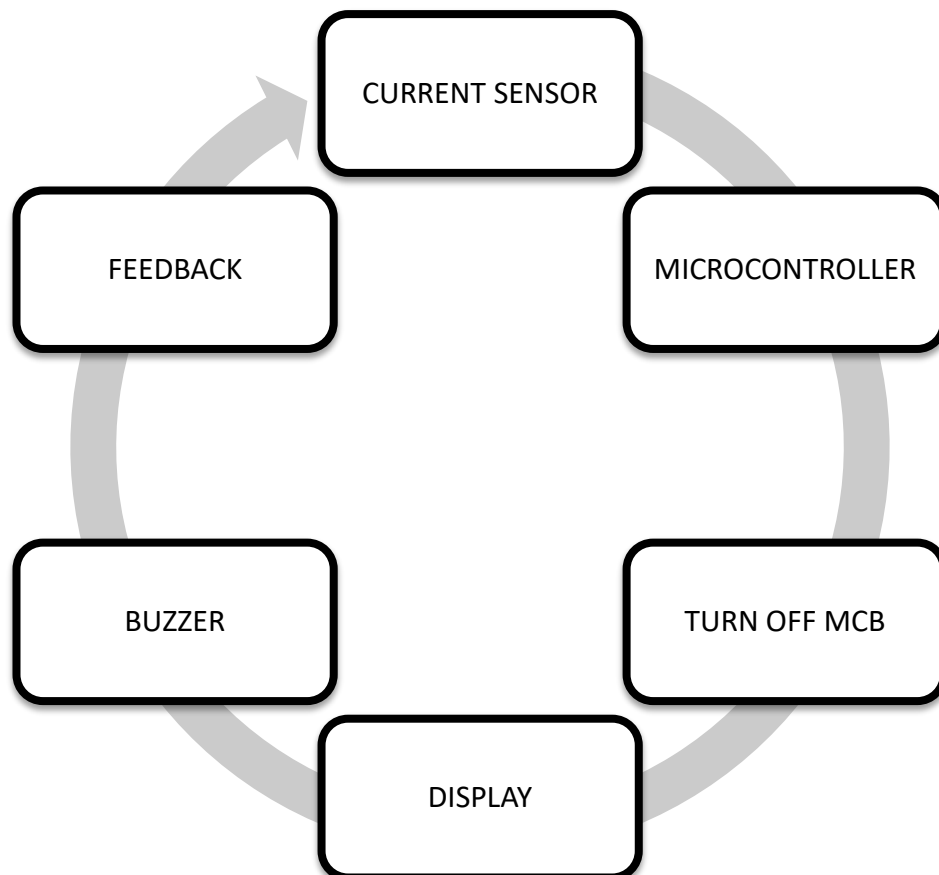 CURRENT SENSOR
MICROCONTROLLER
TURN OFF MCB
DISPLAY
BUZZER
FEEDBACK